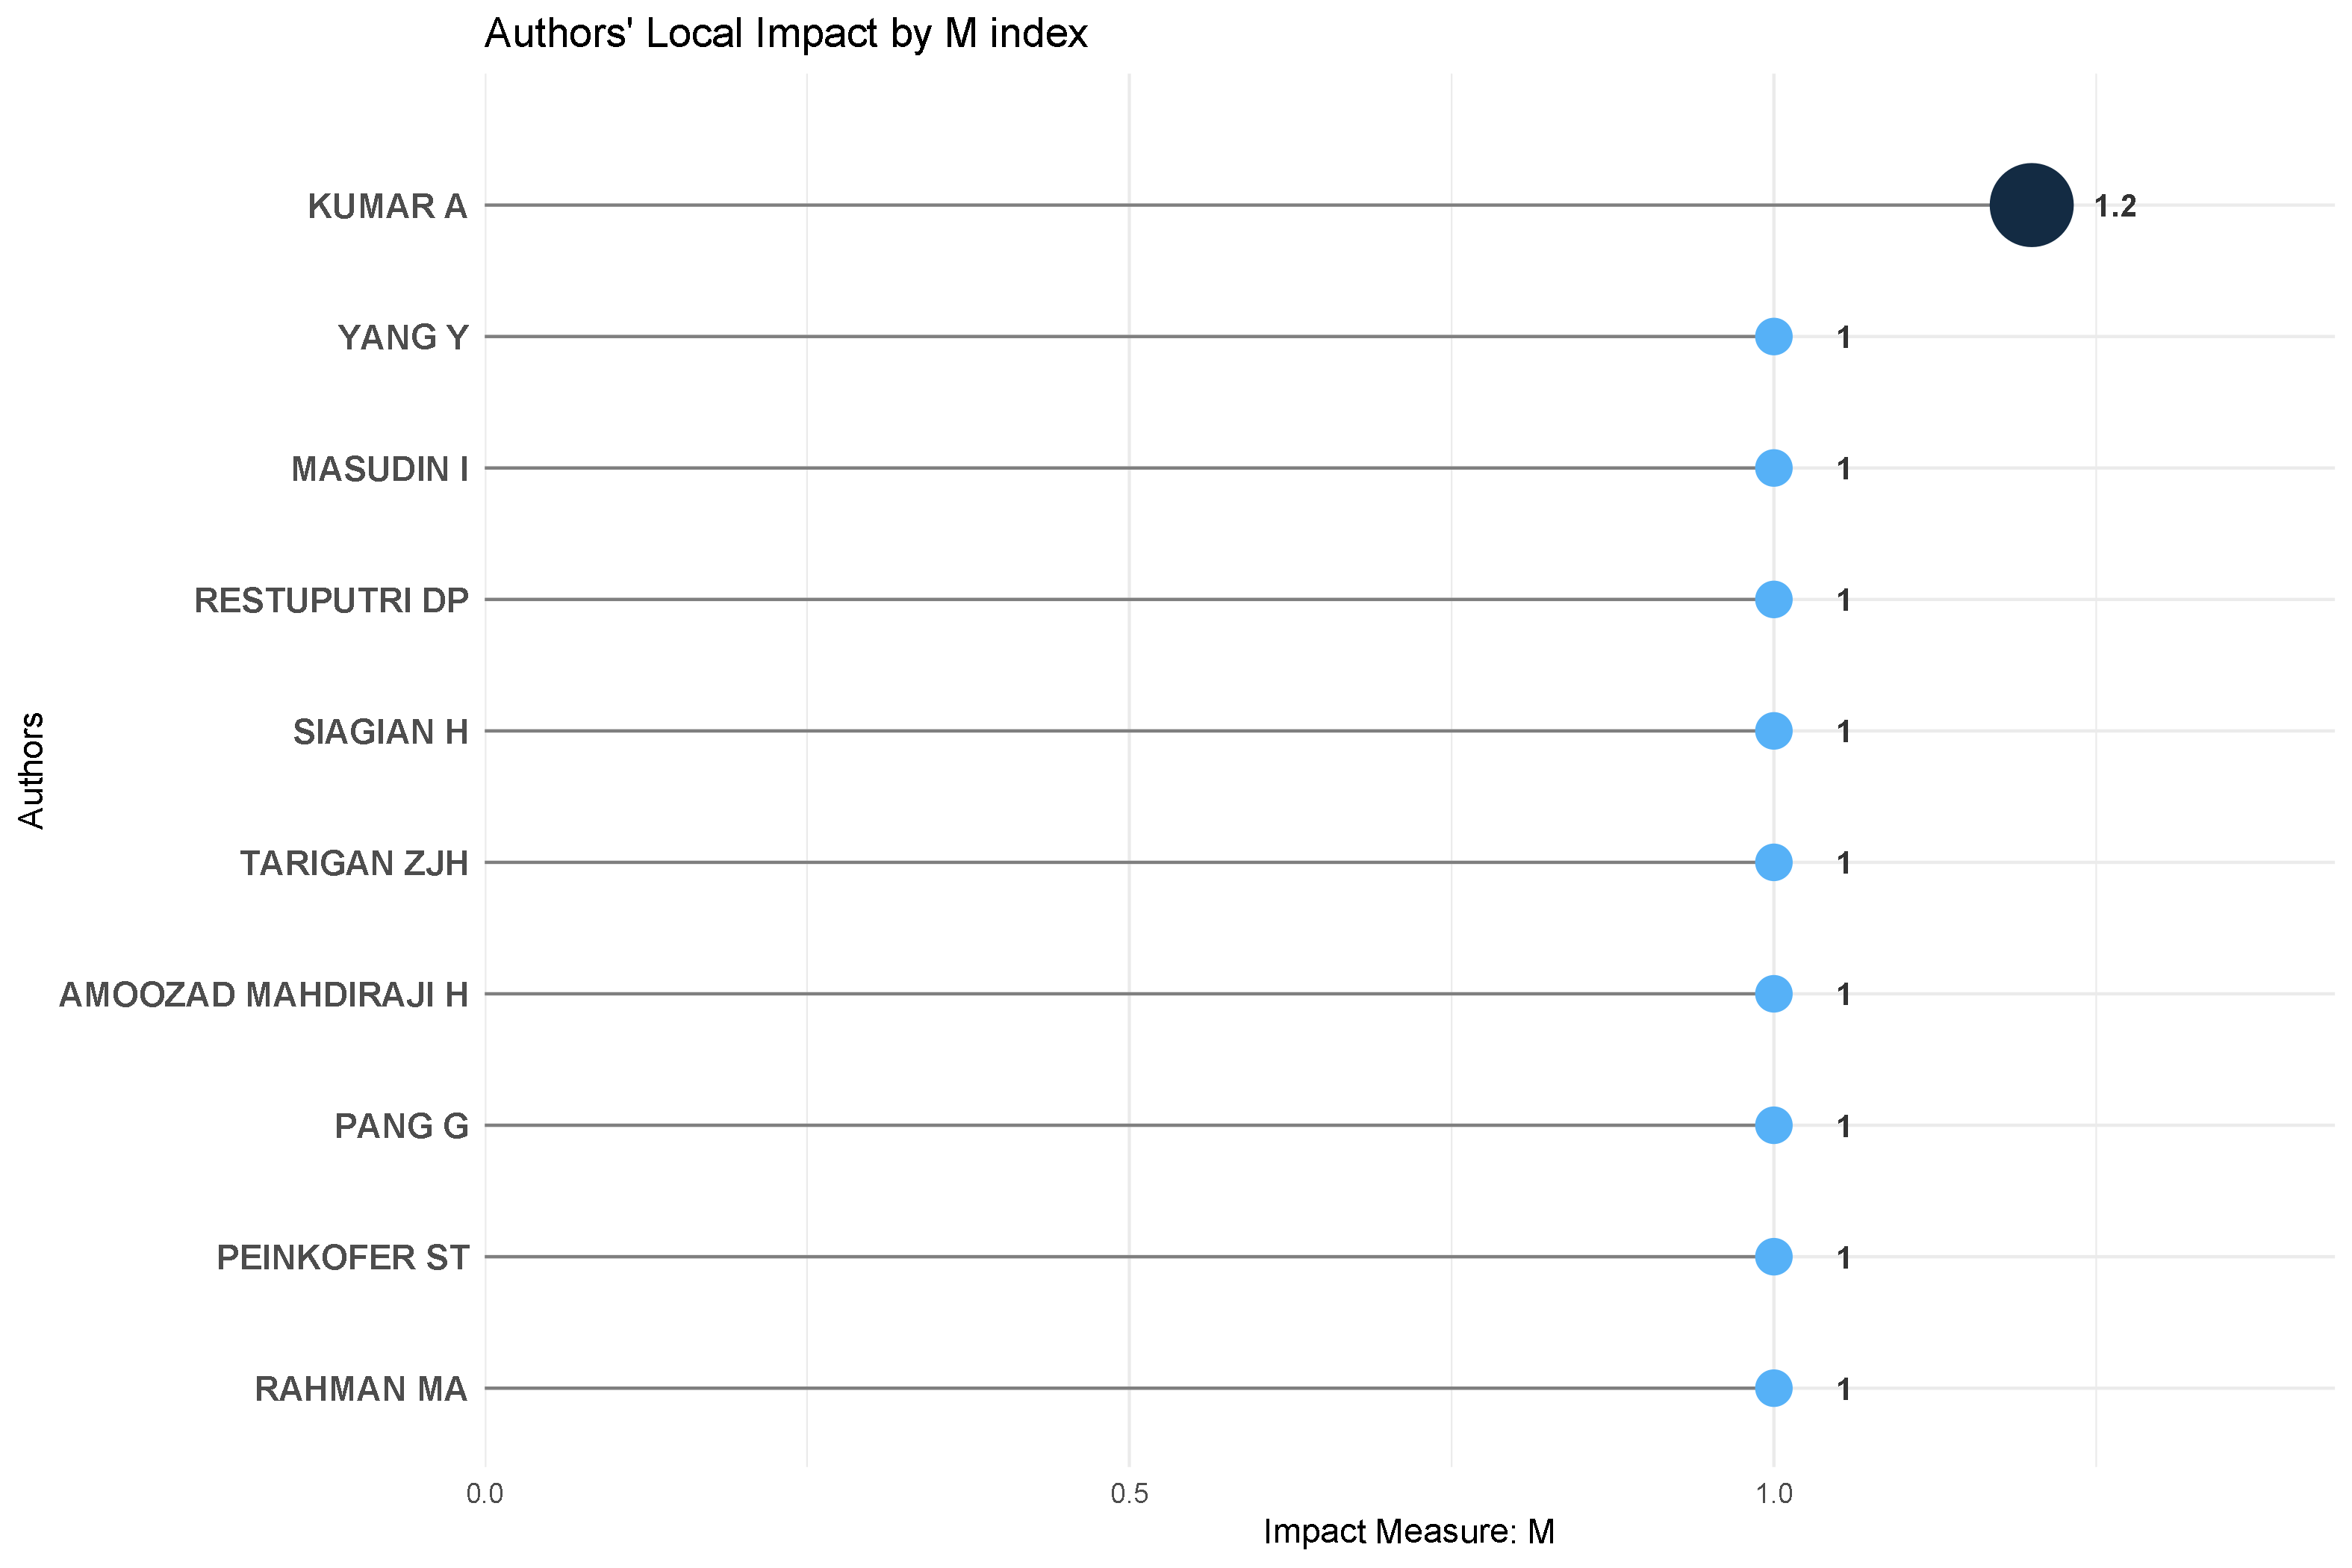 Authors' Local Impact by M index
KUMAR A 1.2
YANG Y 1
MASUDIN I 1
RESTUPUTRI DP 1
SIAGIAN H 1
TARIGAN ZJH 1
AMOOZAD MAHDIRAJI H 1
PANG G 1
PEINKOFER ST 1
RAHMAN MA 1
Authors
0.0 0.5 1.0
Impact Measure: M